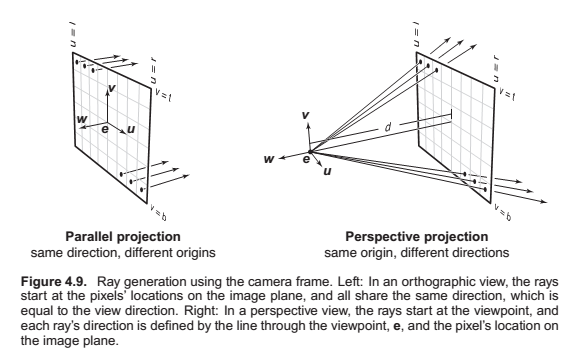 u = l
u = r
v = t
v
w
e
u
v = b
Parallel projection
same direction, different origins
u = l
u = r
v = t
v
d
w
e
u
v = b
Perspective projection
same origin, different directions
Figure 4.9. Ray generation using the camera frame. Left: In an orthographic view, the rays
start at the pixels' locations on the image plane, and all share the same direction, which is
equal to the view direction. Right: In a perspective view, the rays start at the viewpoint, and
each ray's direction is defined by the line through the viewpoint, e, and the pixel's location on
the image plane.